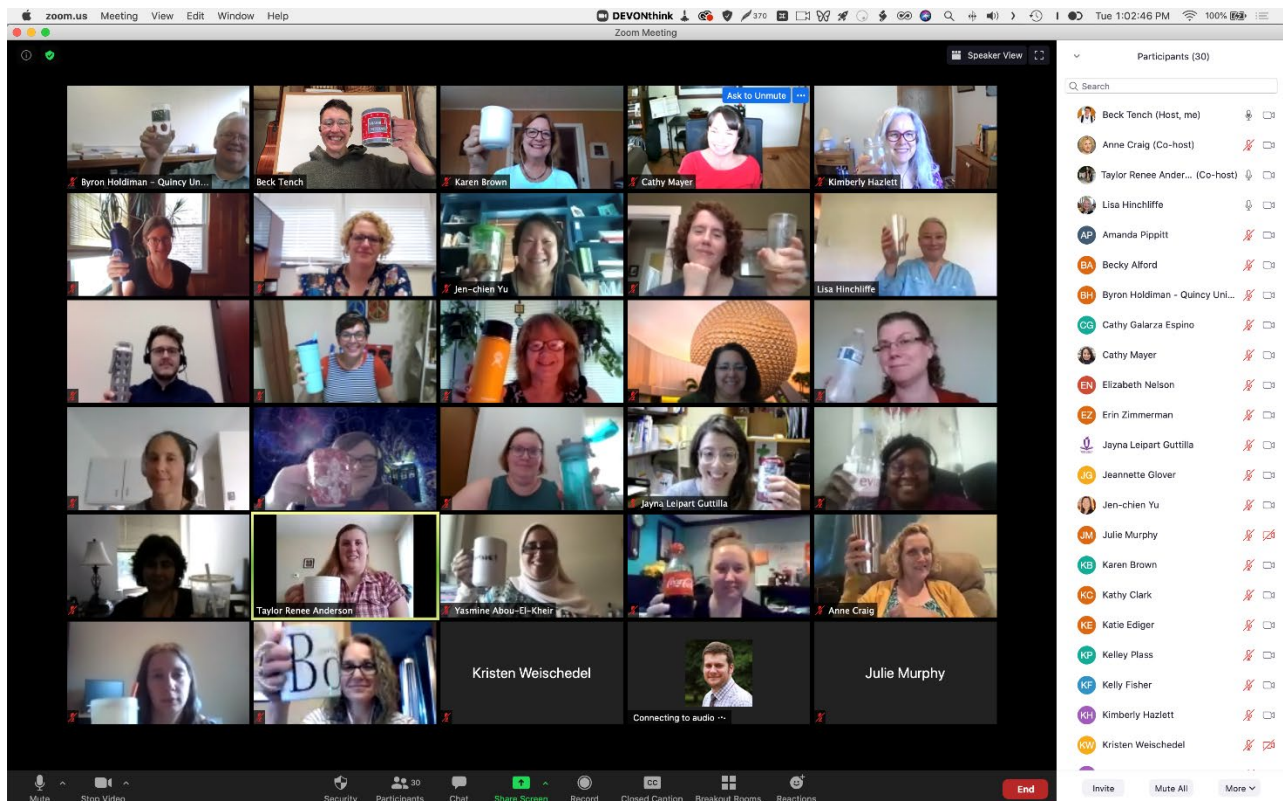 zoom.us Meeting View Edit Window Help
DEVONthink 370 Tue 1:02:46 PM 100%
Zoom Meeting
Speaker View
Ask to Unmute
Byron Holdiman - Quincy Un...
Beck Tench
Karen Brown
Cathy Mayer
Kimberly Hazlett
Jen-chien Yu
Lisa Hinchliffe
Jayna Leipart Guttilla
Taylor Renee Anderson
Yasmine Abou-El-Kheir
Anne Craig
Bo
Kristen Weischedel
Connecting to audio ...
Julie Murphy
Mute
Stop Video
Security
Participants 30
Chat
Share Screen
Record
CC
Closed Caption
Breakout Rooms
Reactions
End
Participants (30)
Search
Beck Tench (Host, me)
Anne Craig (Co-host)
Taylor Renee Ander... (Co-host)
Lisa Hinchliffe
AP Amanda Pippitt
BA Becky Alford
BH Byron Holdiman - Quincy Uni...
CG Cathy Galarza Espino
Cathy Mayer
EN Elizabeth Nelson
EZ Erin Zimmerman
Jayna Leipart Guttilla
JG Jeannette Glover
Jen-chien Yu
JM Julie Murphy
KB Karen Brown
KC Kathy Clark
KE Katie Ediger
KP Kelley Plass
KF Kelly Fisher
KH Kimberly Hazlett
KW Kristen Weischedel
Invite
Mute All
More